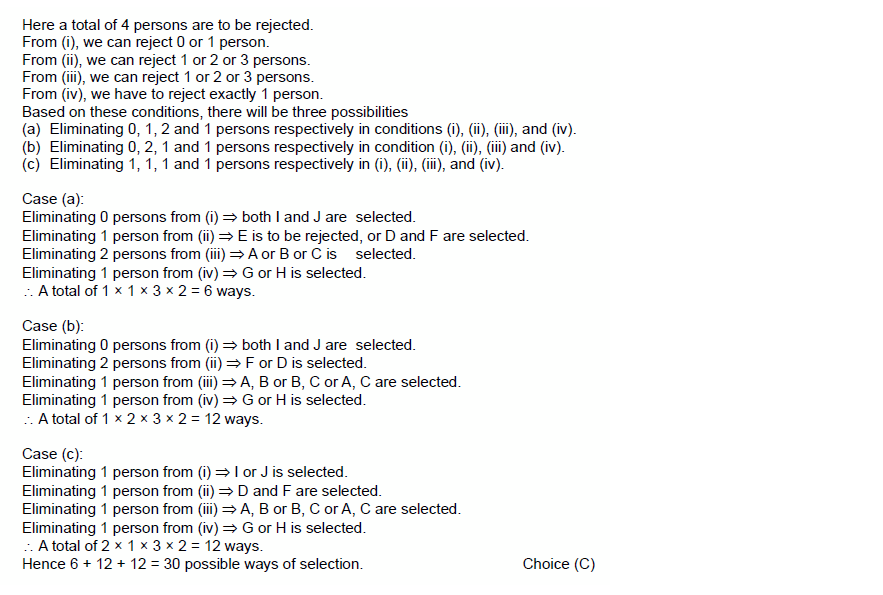 Here a total of 4 persons are to be rejected.
From (i), we can reject 0 or 1 person.
From (ii), we can reject 1 or 2 or 3 persons.
From (iii), we can reject 1 or 2 or 3 persons.
From (iv), we have to reject exactly 1 person.
Based on these conditions, there will be three possibilities
(a) Eliminating 0, 1, 2 and 1 persons respectively in conditions (i), (ii), (iii), and (iv).
(b) Eliminating 0, 2, 1 and 1 persons respectively in condition (i), (ii), (iii) and (iv).
(c) Eliminating 1, 1, 1 and 1 persons respectively in (i), (ii), (iii), and (iv).
Case (a):
Eliminating 0 persons from (i) ⇒ both I and J are selected.
Eliminating 1 person from (ii) ⇒ E is to be rejected, or D and F are selected.
Eliminating 2 persons from (iii) ⇒ A or B or C is selected.
Eliminating 1 person from (iv) ⇒ G or H is selected.
∴ A total of 1 × 1 × 3 × 2 = 6 ways.
Case (b):
Eliminating 0 persons from (i) ⇒ both I and J are selected.
Eliminating 2 persons from (ii) ⇒ F or D is selected.
Eliminating 1 person from (iii) ⇒ A, B or B, C or A, C are selected.
Eliminating 1 person from (iv) ⇒ G or H is selected.
∴ A total of 1 × 2 × 3 × 2 = 12 ways.
Case (c):
Eliminating 1 person from (i) ⇒ I or J is selected.
Eliminating 1 person from (ii) ⇒ D and F are selected.
Eliminating 1 person from (iii) ⇒ A, B or B, C or A, C are selected.
Eliminating 1 person from (iv) ⇒ G or H is selected.
∴ A total of 2 × 1 × 3 × 2 = 12 ways.
Hence 6 + 12 + 12 = 30 possible ways of selection. Choice (C)